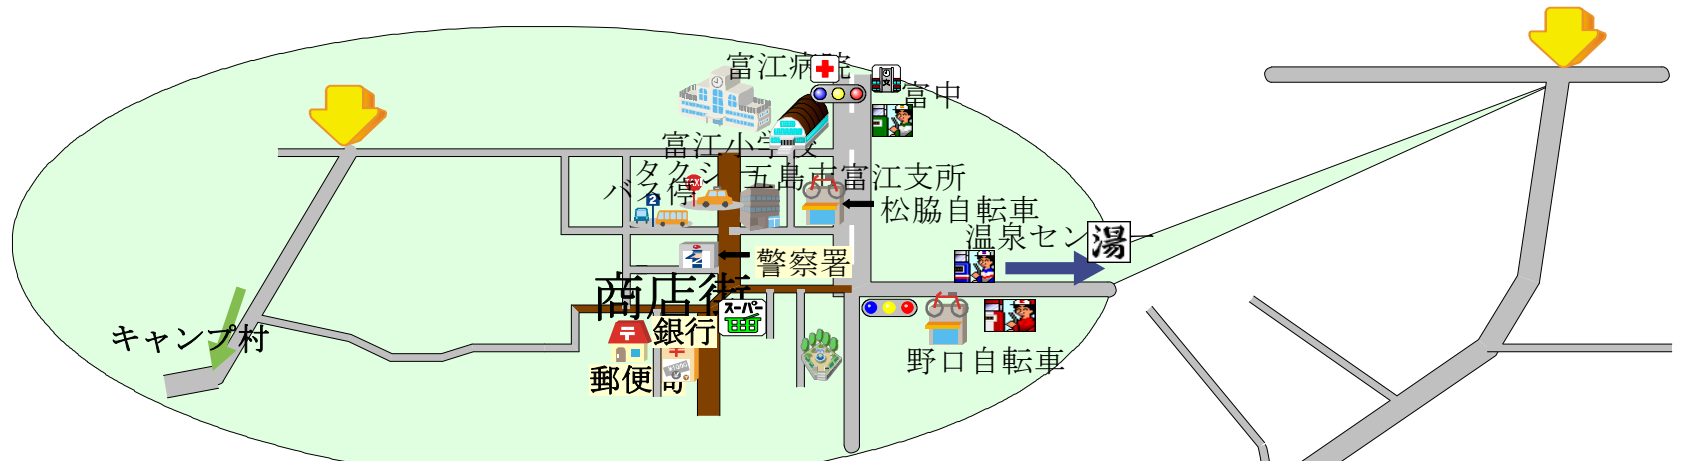 富江病院
富中
富江小学校
タクシー
五島市富江支所
バス停
TAXI
2
松脇自転車
温泉センター
湯
警察署
商店街
スーパー
キャンプ村
銀行
野口自転車
郵便局